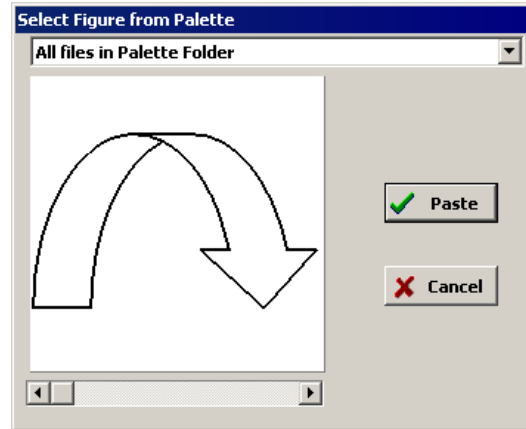 Select Figure from Palette
All files in Palette Folder
Paste
Cancel